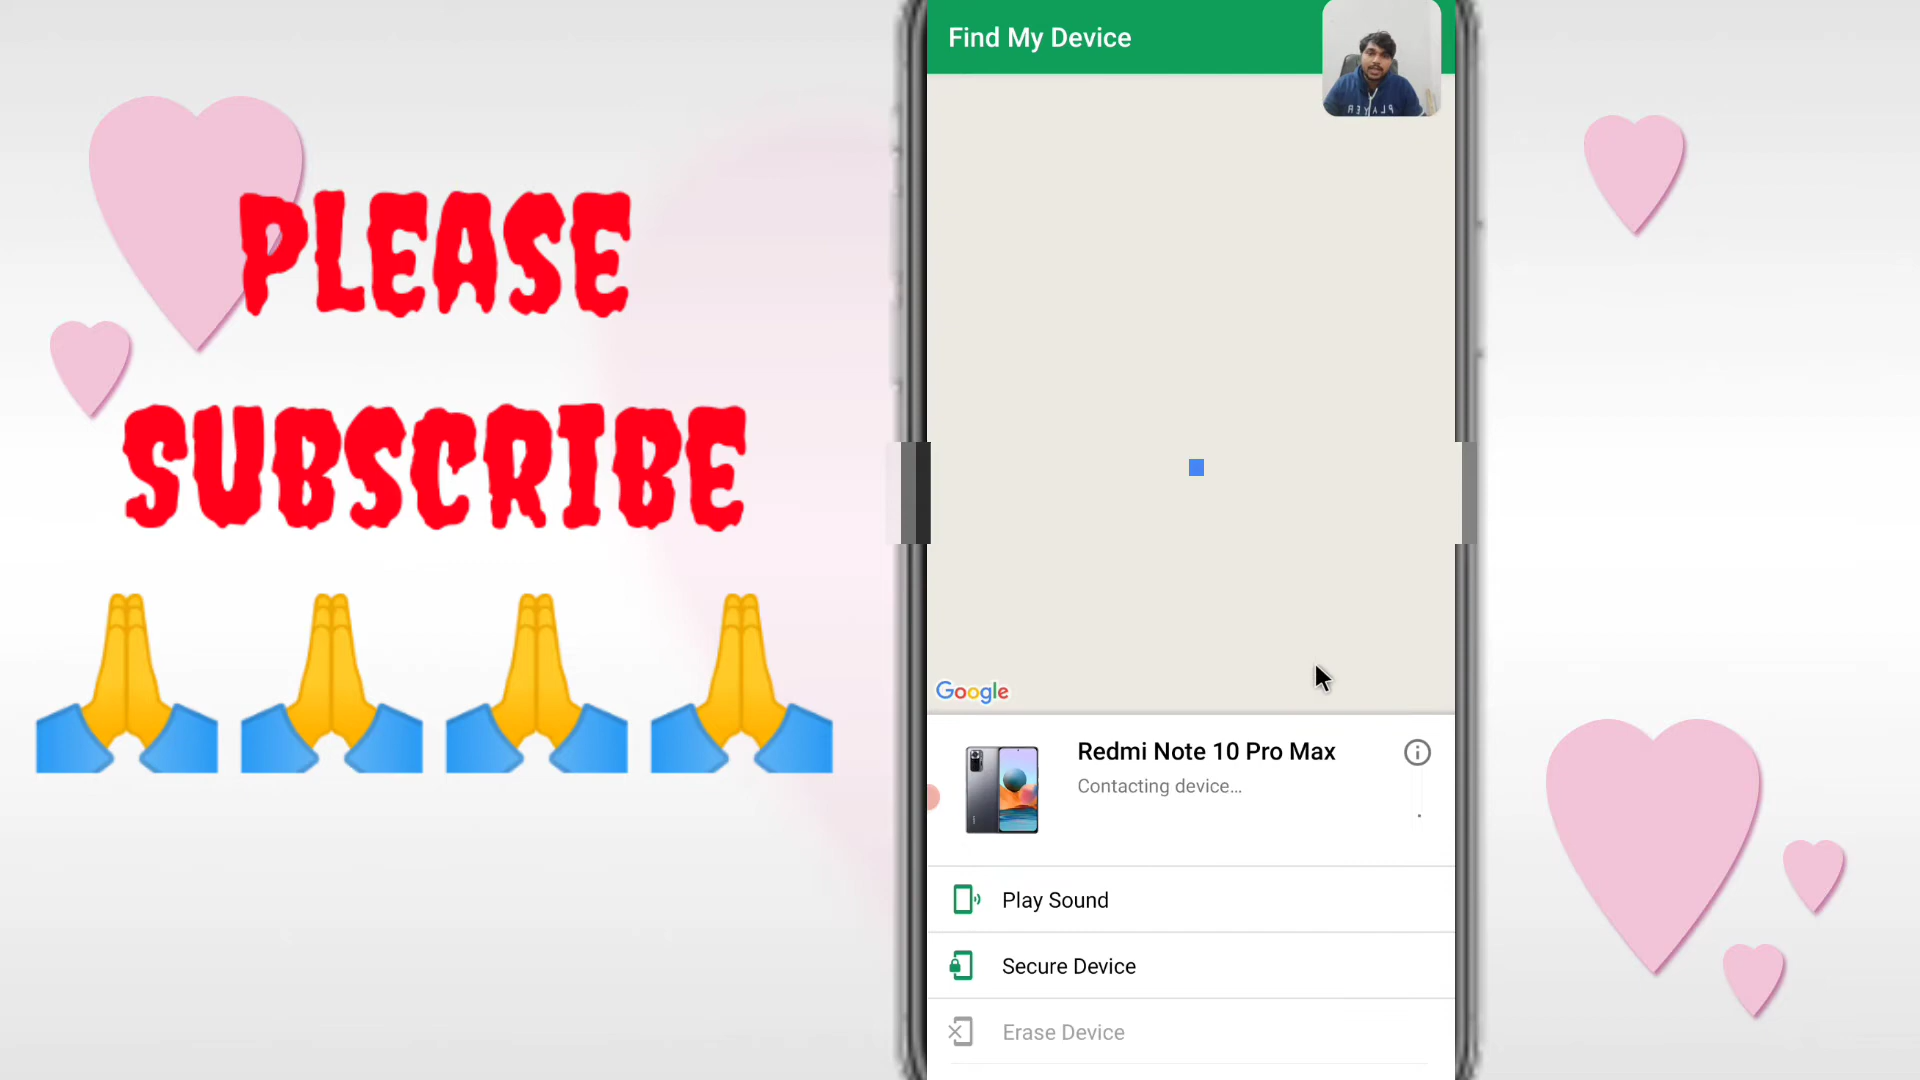 PLEASE
SUBSCRIBE
Find My Device
PLAYER
Google
Redmi Note 10 Pro Max
Contacting device...
Play Sound
Secure Device
Erase Device